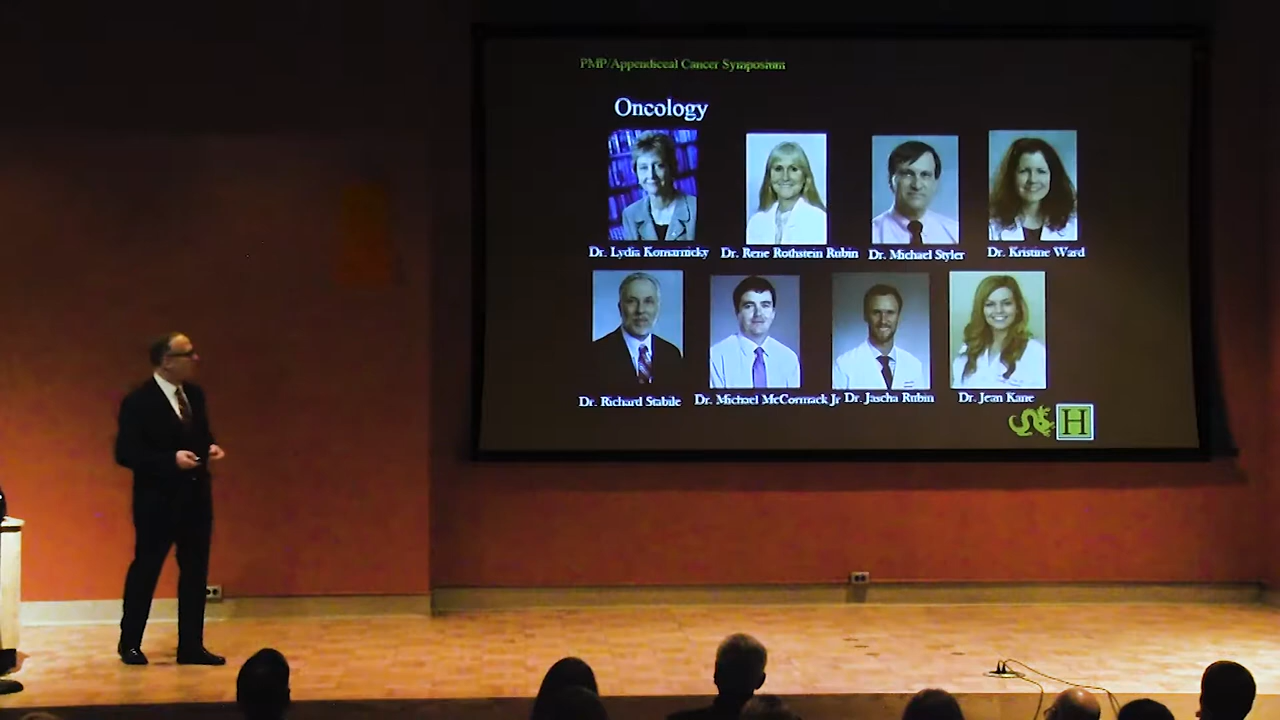 PMP/Appendiceal Cancer Symposium
Oncology
Dr. Lydia Komarnicky Dr. Rene Rothstein Rubin Dr. Michael Styler Dr. Kristine Ward
Dr. Richard Stabile Dr. Michael McCormack Jr Dr. Jascha Rubin Dr. Jean Kane
H